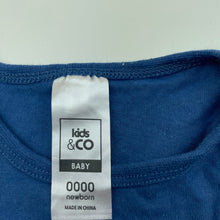 kids
&CO
BABY
0000
newborn
MADE IN CHINA